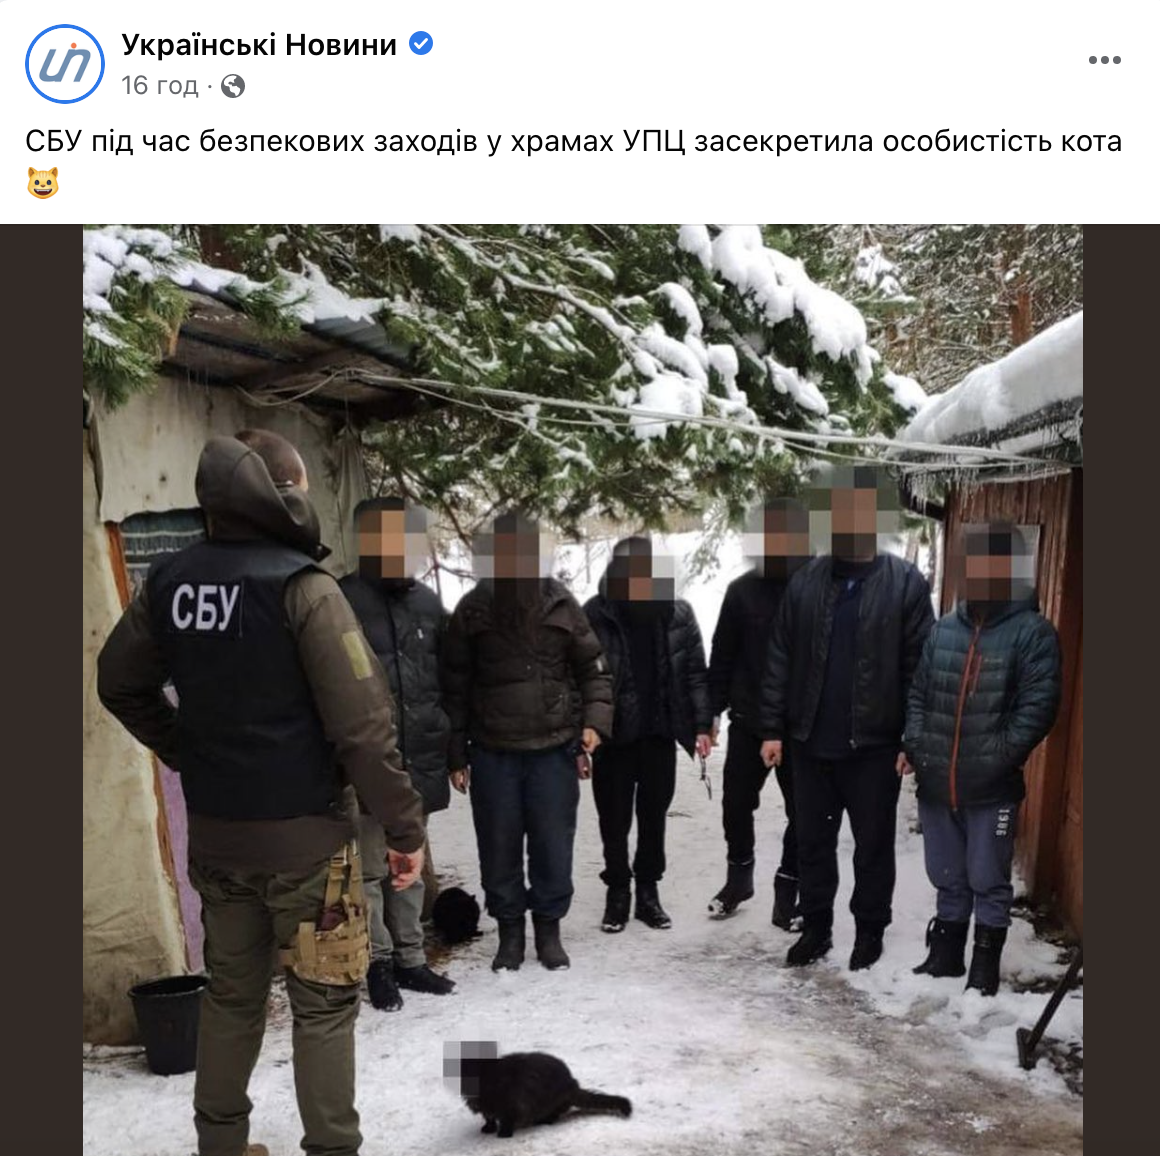 Українські Новини
16 год ·
СБУ під час безпекових заходів у храмах УПЦ засекретила особистість кота
СБУ
1986